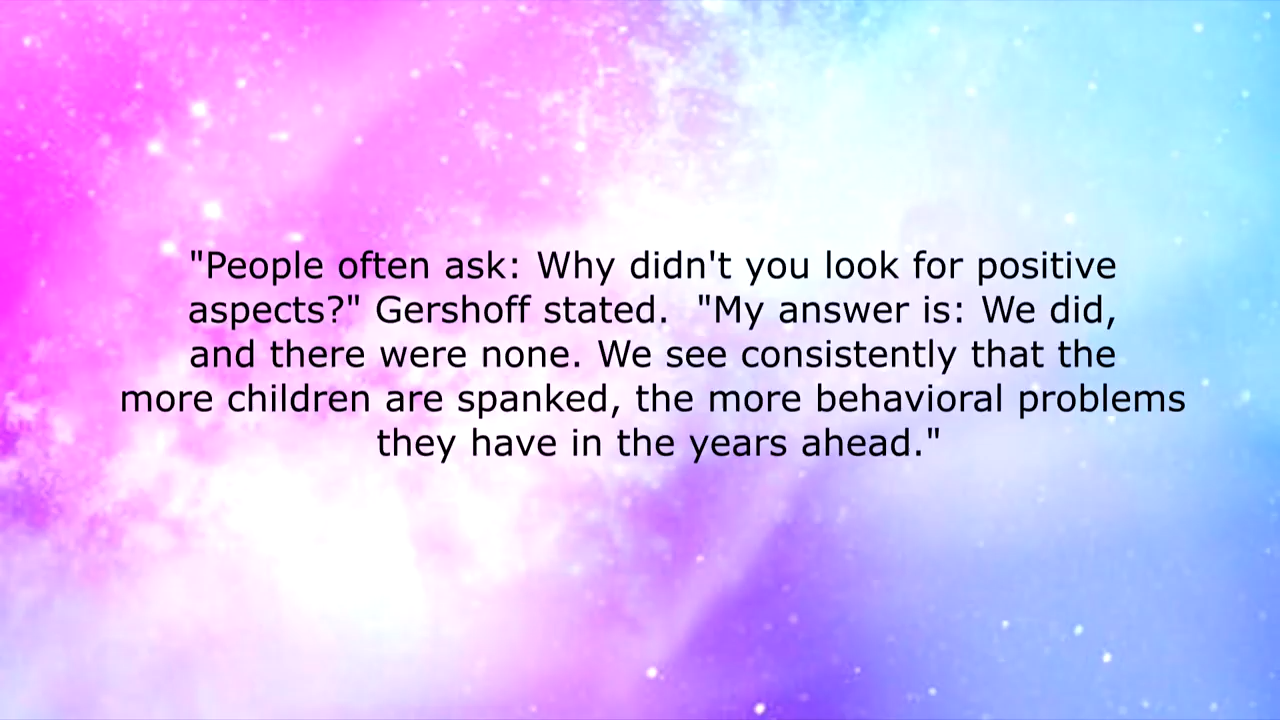 "People often ask: Why didn't you look for positive
aspects?" Gershoff stated.  "My answer is: We did,
and there were none. We see consistently that the
more children are spanked, the more behavioral problems
they have in the years ahead."